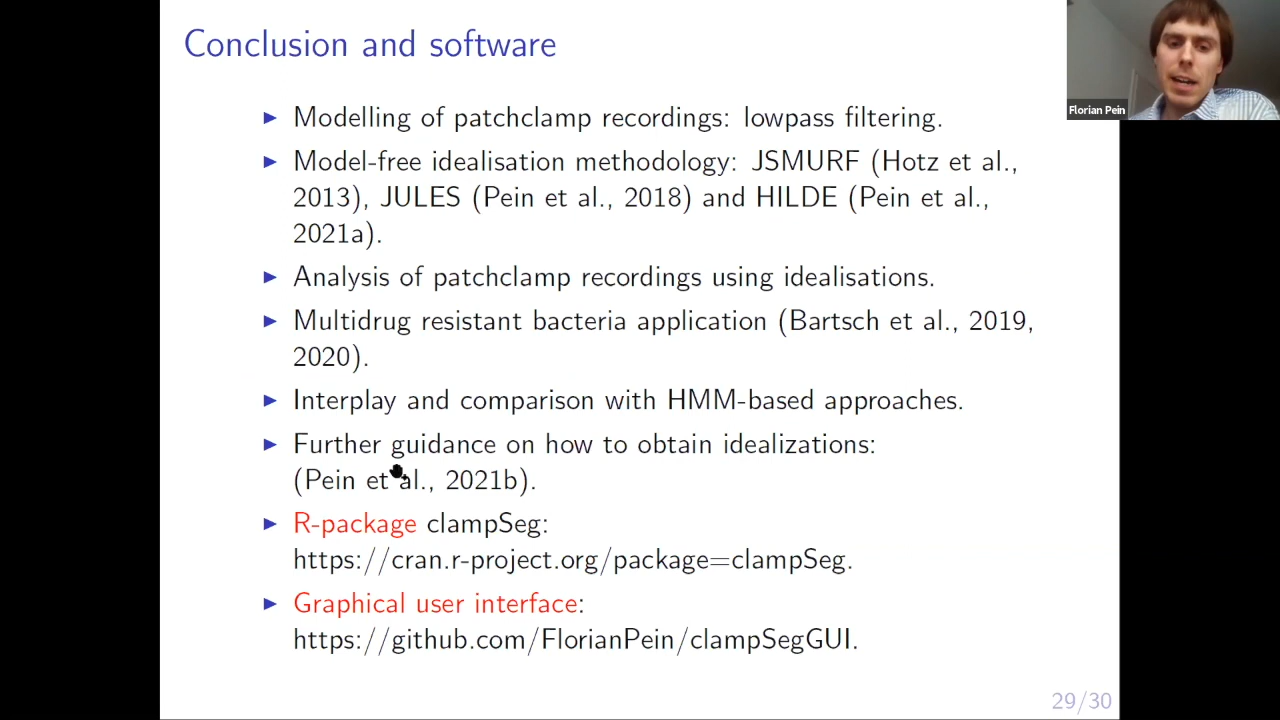 Conclusion and software
Florian Pein
▶ Modelling of patchclamp recordings: lowpass filtering.
▶ Model-free idealisation methodology: JSMURF (Hotz et al.,
2013), JULES (Pein et al., 2018) and HILDE (Pein et al.,
2021a).
▶ Analysis of patchclamp recordings using idealisations.
▶ Multidrug resistant bacteria application (Bartsch et al., 2019,
2020).
▶ Interplay and comparison with HMM-based approaches.
▶ Further guidance on how to obtain idealizations:
(Pein et al., 2021b).
▶ R-package clampSeg:
https://cran.r-project.org/package=clampSeg.
▶ Graphical user interface:
https://github.com/FlorianPein/clampSegGUI.
29/30